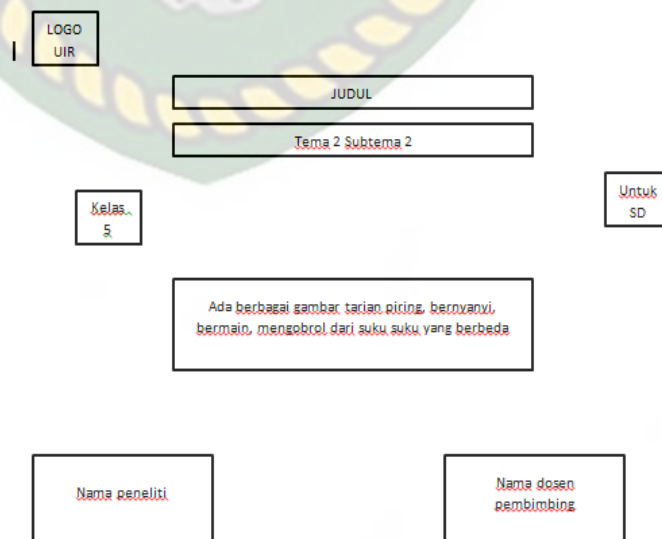 LOGO
UIR
JUDUL
Tema 2 Subtema 2
Kelas
5
Untuk
SD
Ada berbagai gambar tarian piring, bernyanyi,
bermain, mengobrol dari suku suku yang berbeda
Nama peneliti
Nama dosen
pembimbing